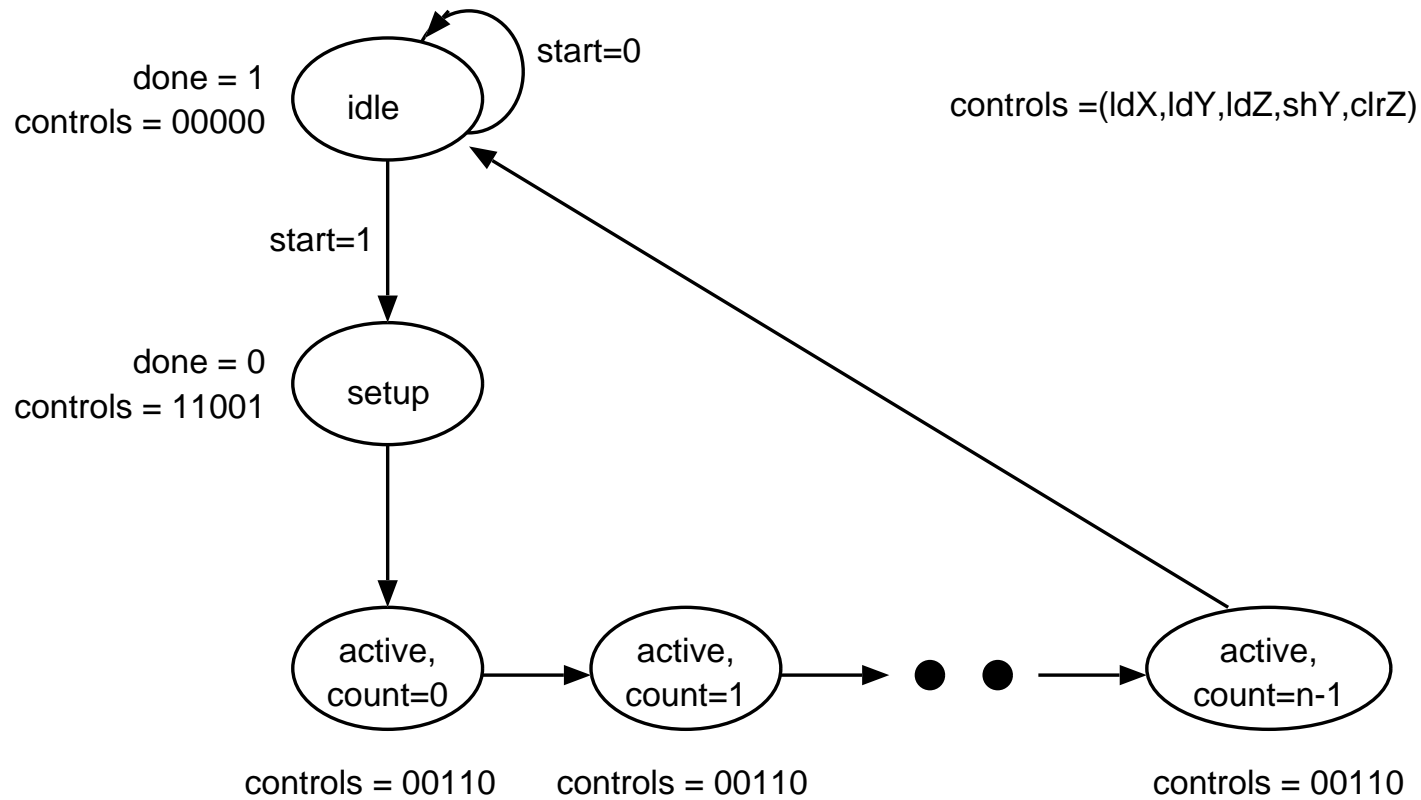 start=0
done = 1
controls = 00000
idle
controls =(ldX,ldY,ldZ,shY,clrZ)
start=1
done = 0
controls = 11001
setup
active,
count=0
active,
count=1
active,
count=n-1
controls = 00110
controls = 00110
controls = 00110